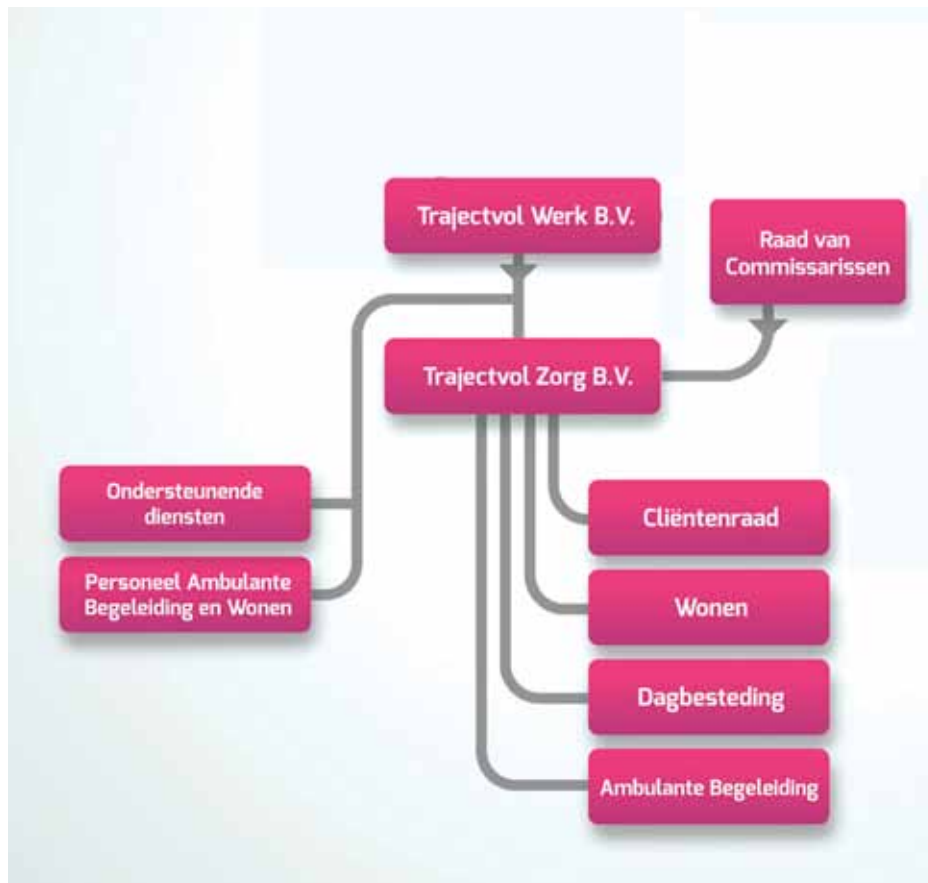 Trajectvol Werk B.V.
Raad van
Commissarissen
Trajectvol Zorg B.V.
Ondersteunende
diensten
Personeel Ambulante
Begeleiding en Wonen
Cliëntenraad
Wonen
Dagbesteding
Ambulante Begeleiding